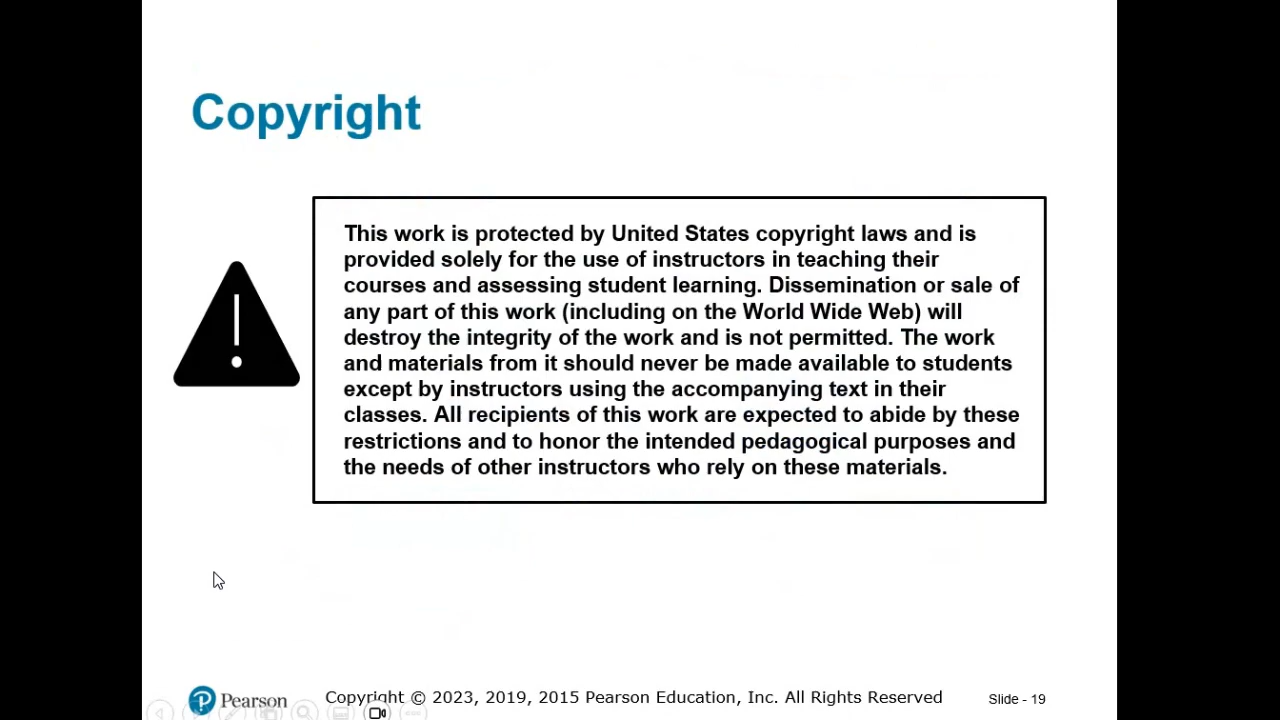 Copyright
This work is protected by United States copyright laws and is
provided solely for the use of instructors in teaching their
courses and assessing student learning. Dissemination or sale of
any part of this work (including on the World Wide Web) will
destroy the integrity of the work and is not permitted. The work
and materials from it should never be made available to students
except by instructors using the accompanying text in their
classes. All recipients of this work are expected to abide by these
restrictions and to honor the intended pedagogical purposes and
the needs of other instructors who rely on these materials.
Pearson Copyright © 2023, 2019, 2015 Pearson Education, Inc. All Rights Reserved Slide - 19